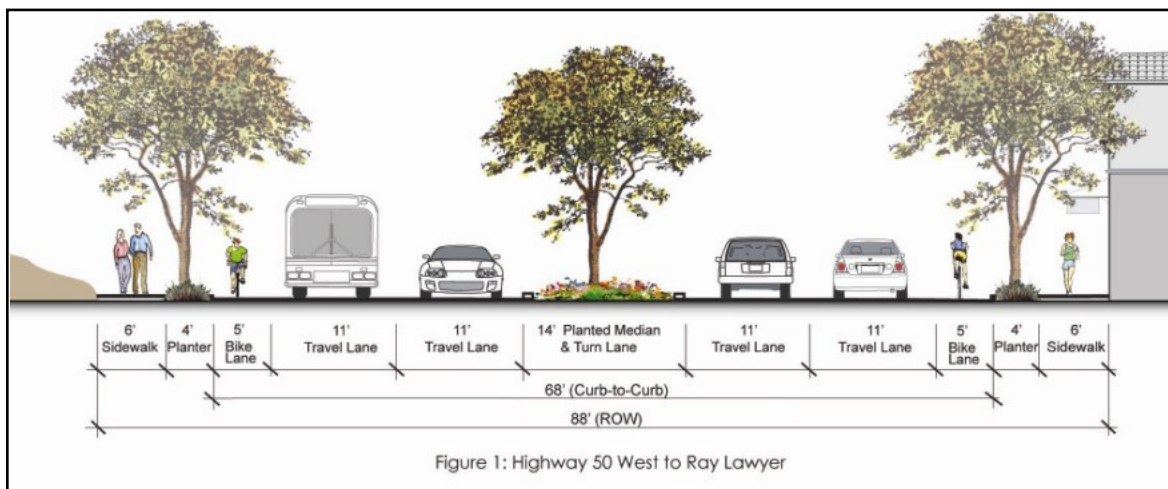 6' Sidewalk
4' Planter
5' Bike Lane
11' Travel Lane
11' Travel Lane
14' Planted Median & Turn Lane
11' Travel Lane
11' Travel Lane
5' Bike Lane
4' Planter
6' Sidewalk
68' (Curb-to-Curb)
88' (ROW)
Figure 1: Highway 50 West to Ray Lawyer